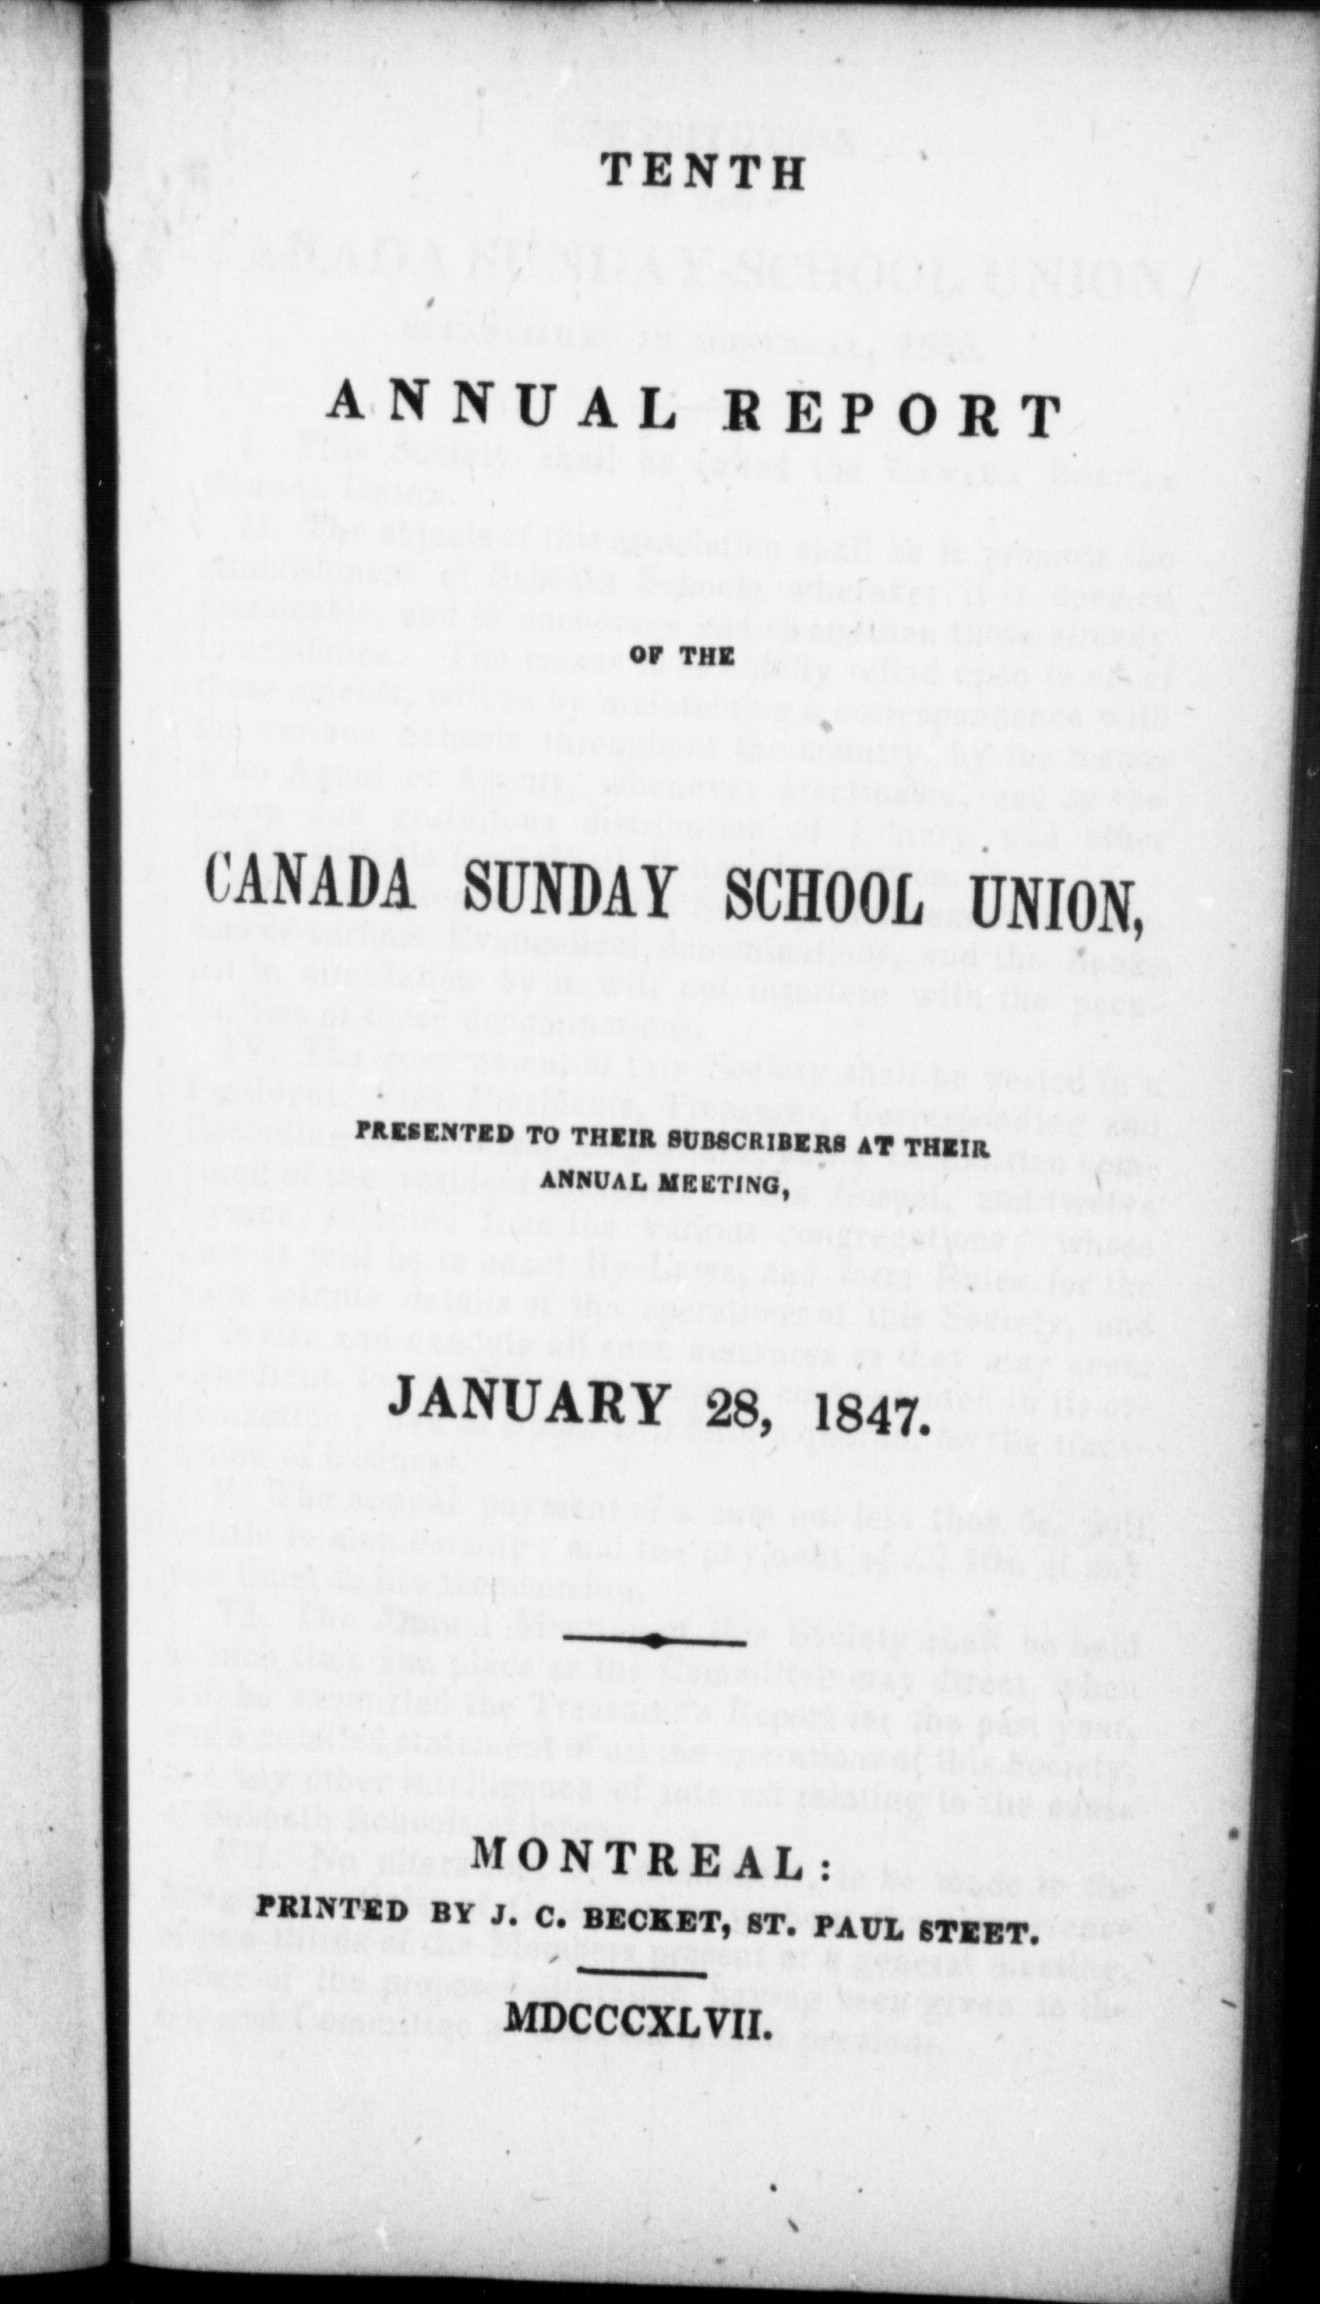 TENTH
ANNUAL REPORT
OF THE
CANADA SUNDAY SCHOOL UNION,
PRESENTED TO THEIR SUBSCRIBERS AT THEIR
ANNUAL MEETING,
JANUARY 28, 1847.
MONTREAL:
PRINTED BY J. C. BECKET, ST. PAUL STEET.
MDCCCXLVII.